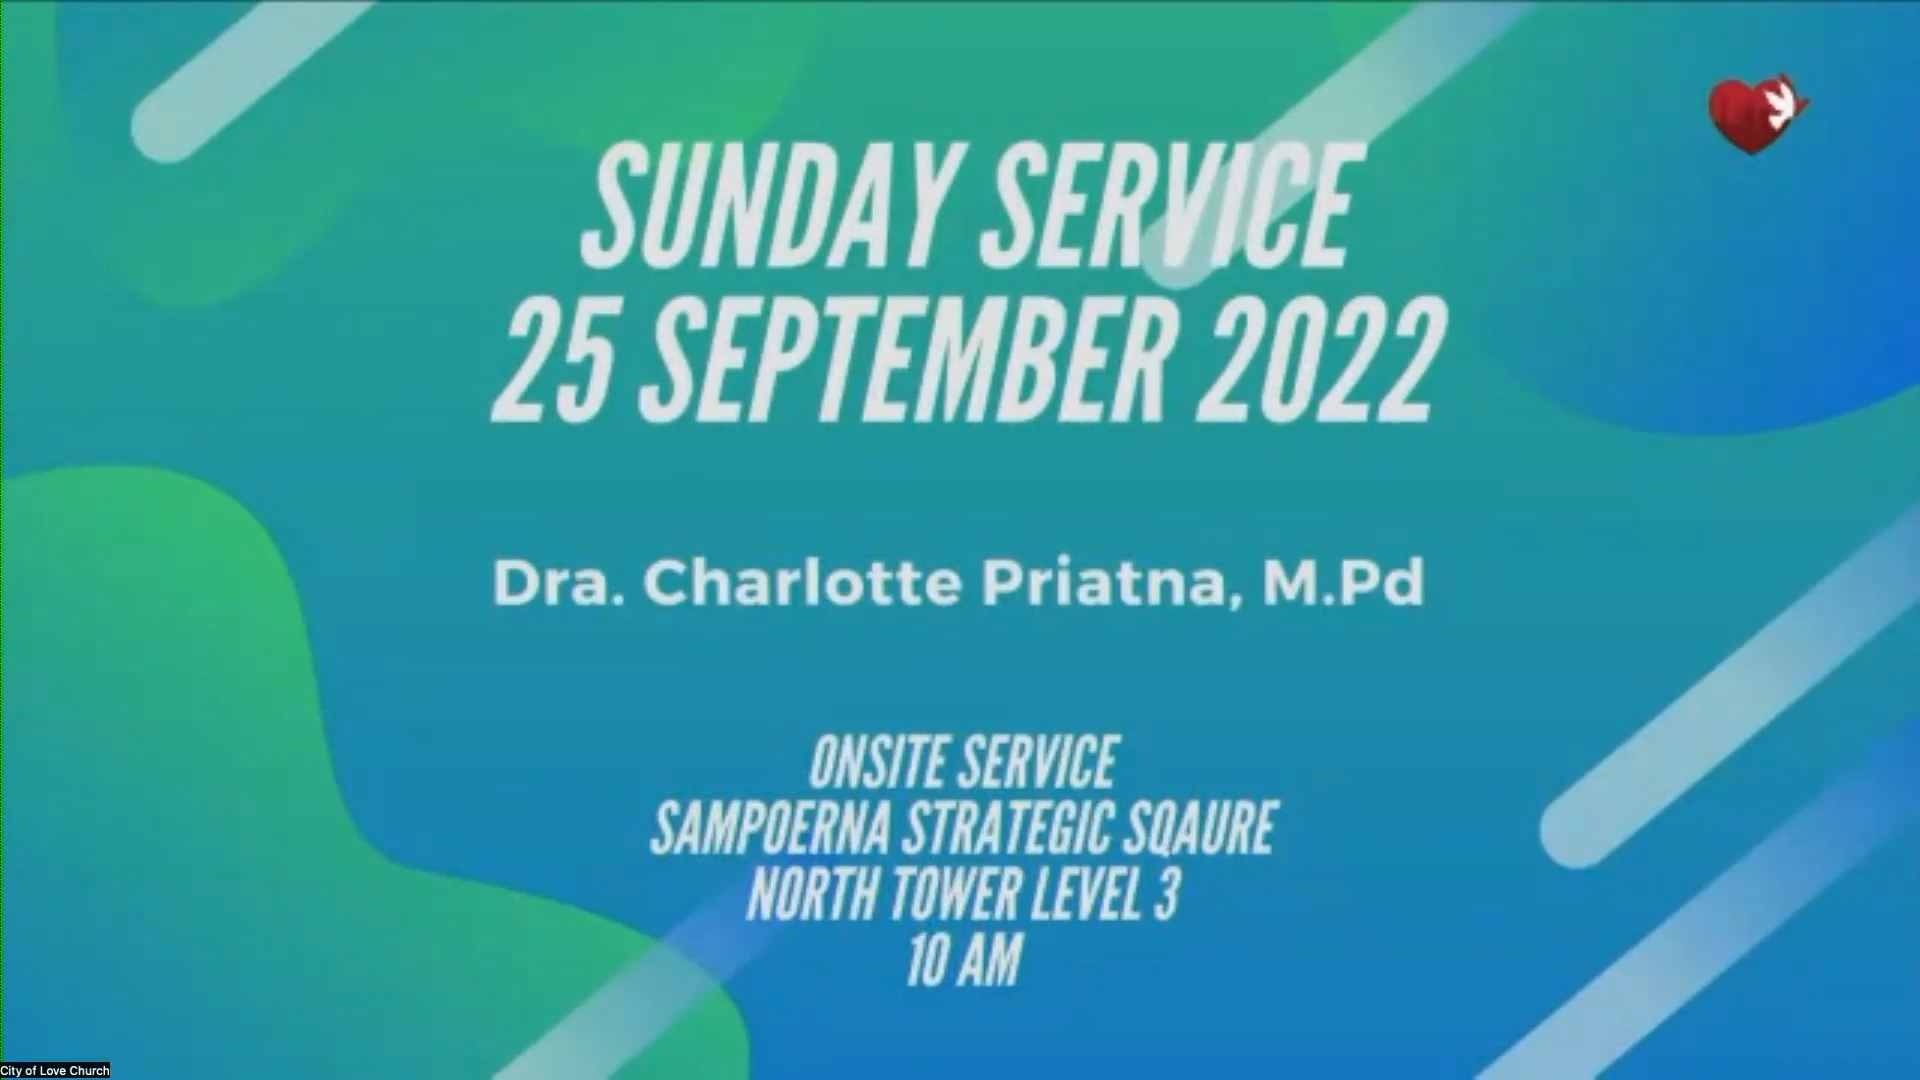 SUNDAY SERVICE
25 SEPTEMBER 2022
Dra. Charlotte Priatna, M.Pd
ONSITE SERVICE
SAMPOERNA STRATEGIC SQAURE
NORTH TOWER LEVEL 3
10 AM
City of Love Church